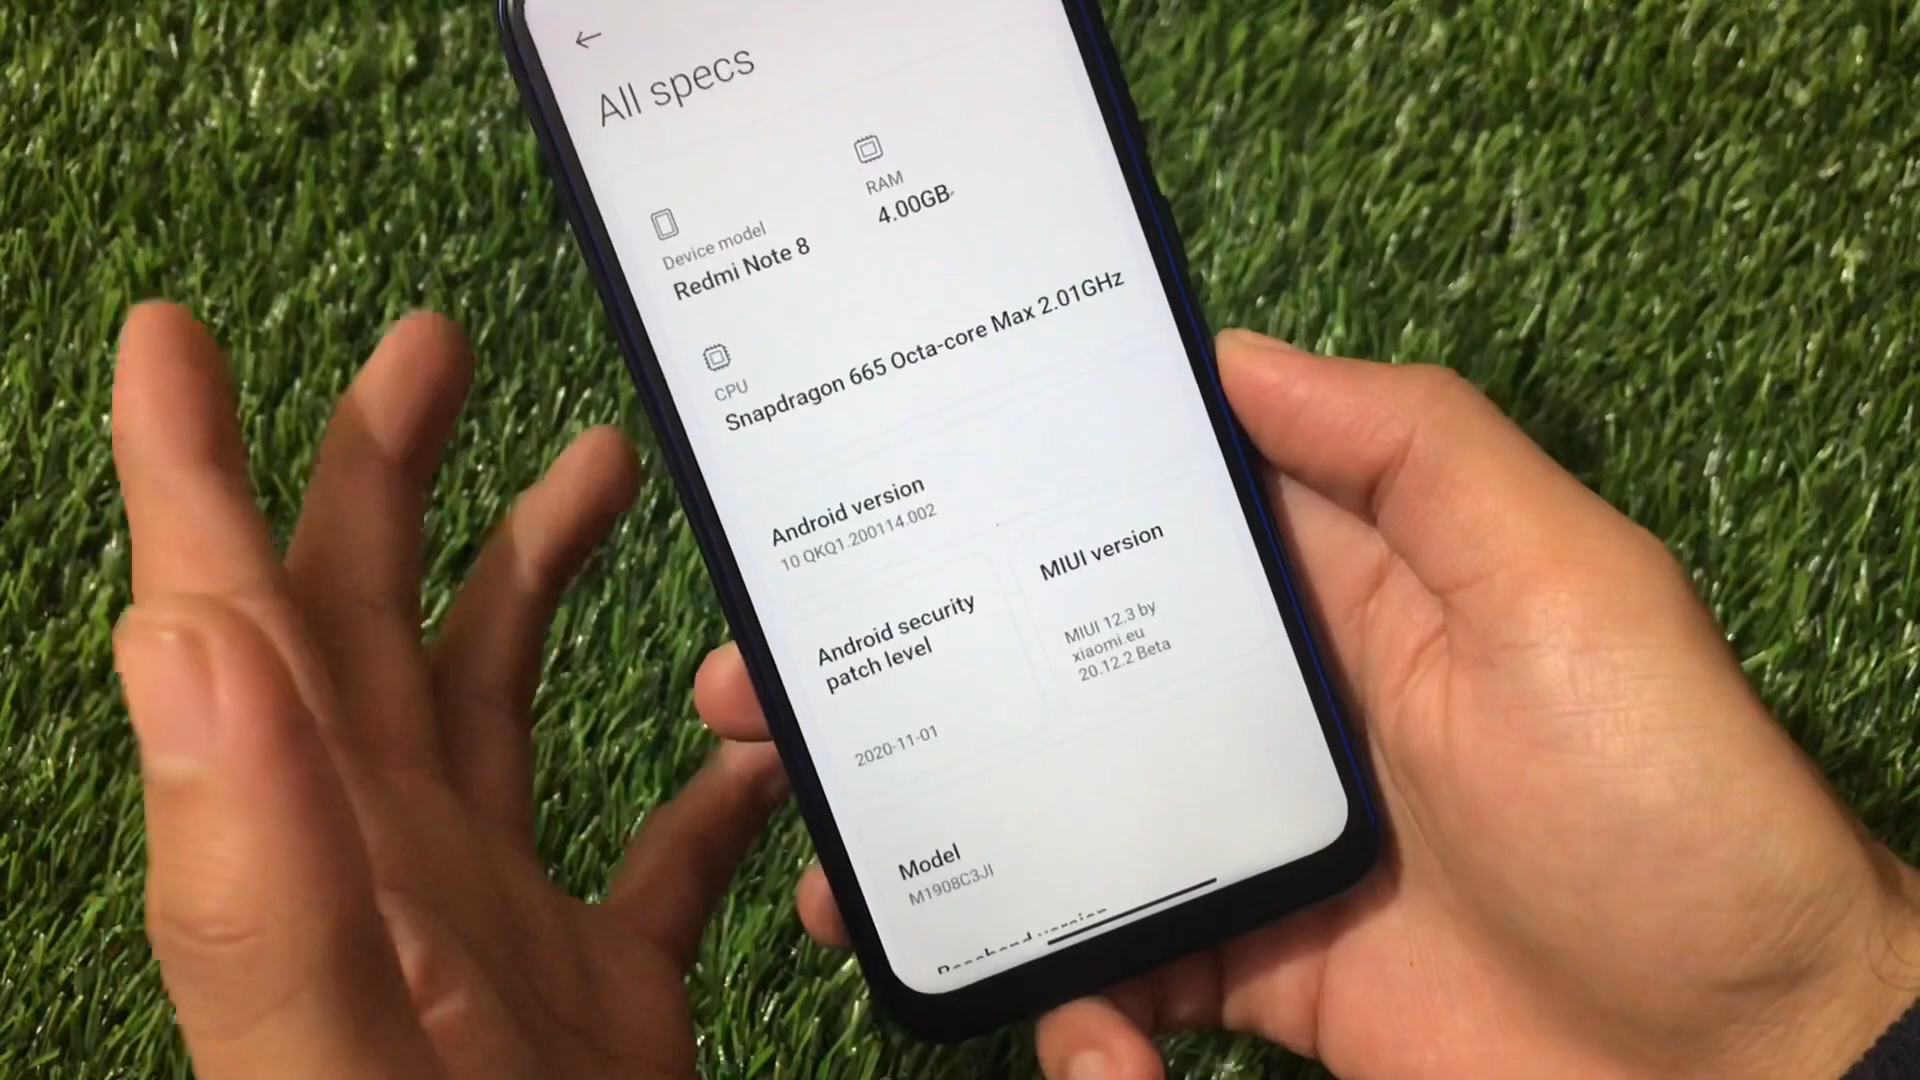 All specs
Device model
Redmi Note 8
RAM
4.00GB
CPU
Snapdragon 665 Octa-core Max 2.01GHz
Android version
10 QKQ1.200114.002
Android security
patch level
2020-11-01
MIUI version
MIUI 12.3 by
xiaomi.eu
20.12.2 Beta
Model
M1908C3JI